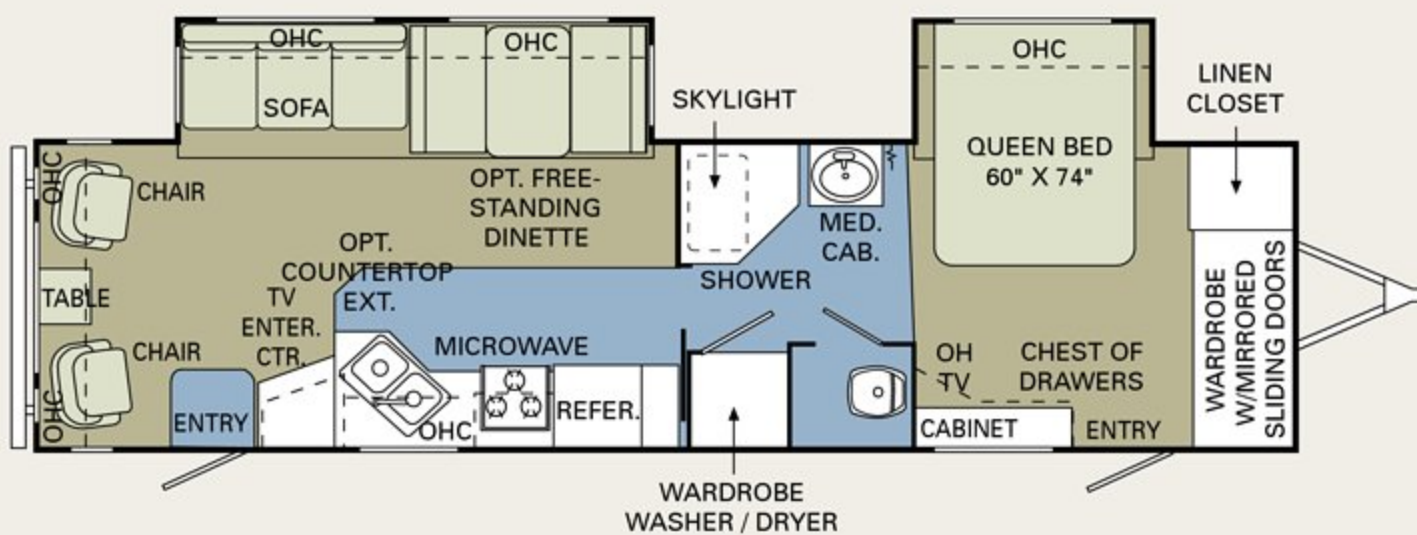 OHC
OHC
SOFA
SKYLIGHT
OHC
LINEN
CLOSET
QUEEN BED
60" X 74"
OHC
CHAIR
OPT. FREE-
STANDING
DINETTE
MED.
CAB.
OPT.
COUNTERTOP
EXT.
SHOWER
TABLE
TV
ENTER.
CTR.
WARDROBE
W/MIRRORED
SLIDING DOORS
CHAIR
MICROWAVE
OH
TV
CHEST OF
DRAWERS
OHC
ENTRY
OHC
REFER.
CABINET
ENTRY
WARDROBE
WASHER / DRYER